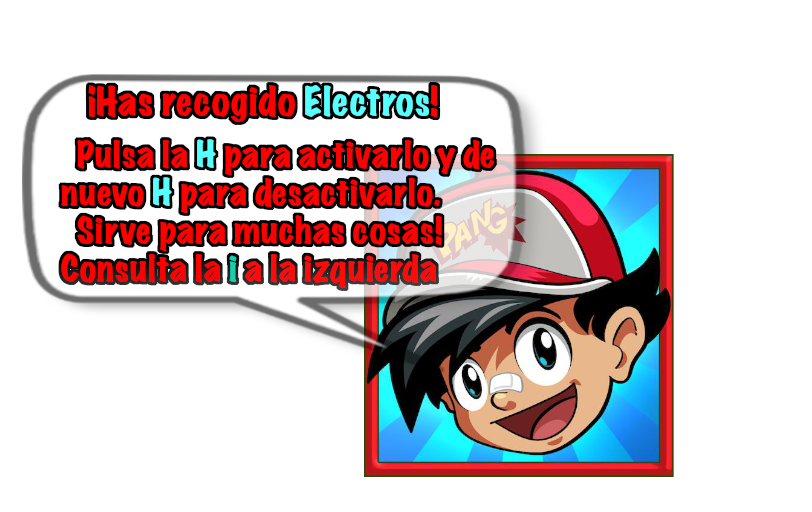 ¡Has recogido Electros!
Pulsa la H para activarlo y de
nuevo H para desactivarlo.
Sirve para muchas cosas!
Consulta la i a la izquierda
PANG